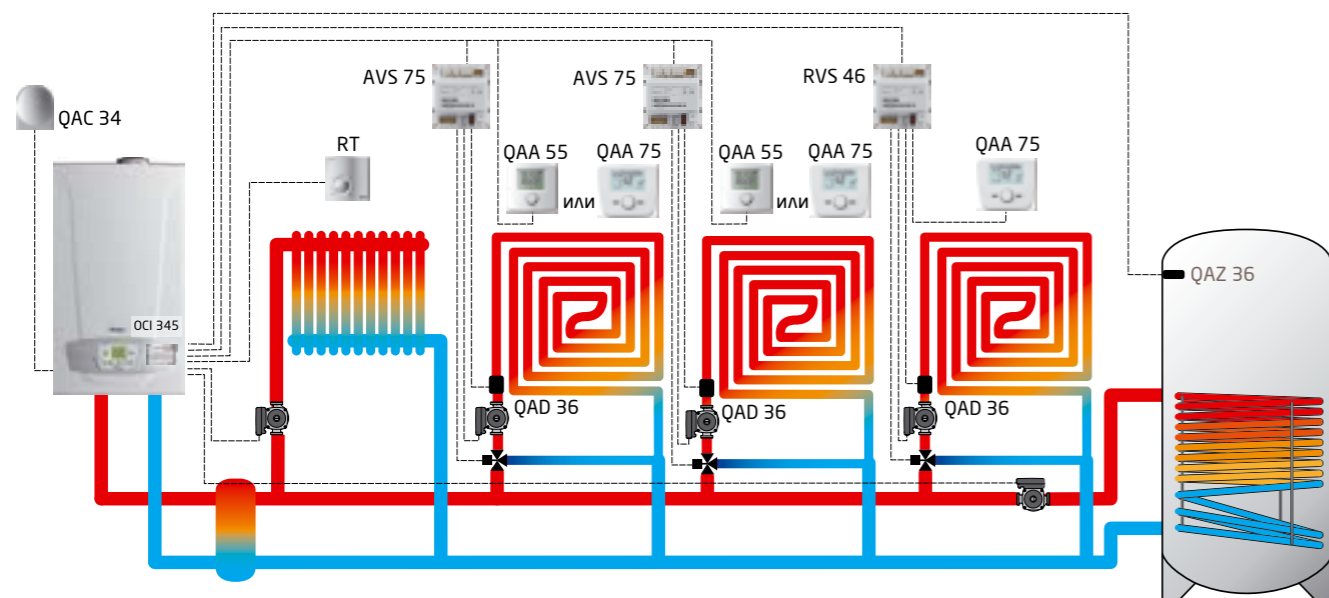 AVS 75
AVS 75
RVS 46
QAC 34
RT
QAA 55
QAA 75
QAA 55
QAA 75
QAA 75
или
или
QAZ 36
OCI 345
QAD 36
QAD 36
QAD 36